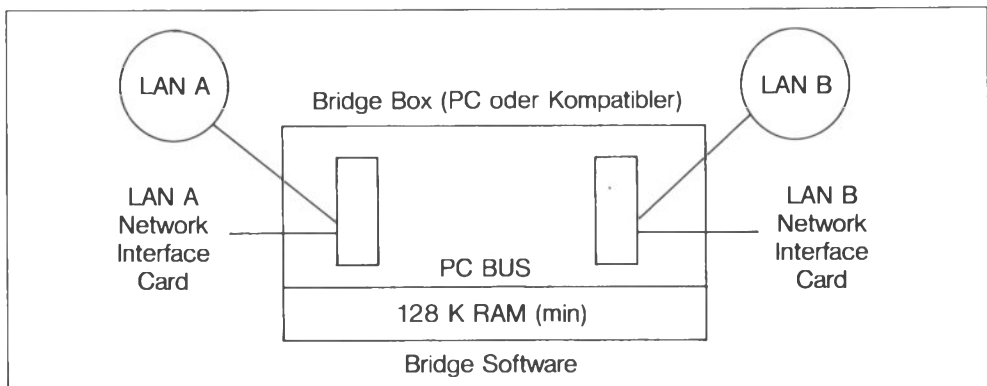 LAN A
LAN B
Bridge Box (PC oder Kompatibler)
LAN A
Network
Interface
Card
LAN B
Network
Interface
Card
PC BUS
128 K RAM (min)
Bridge Software